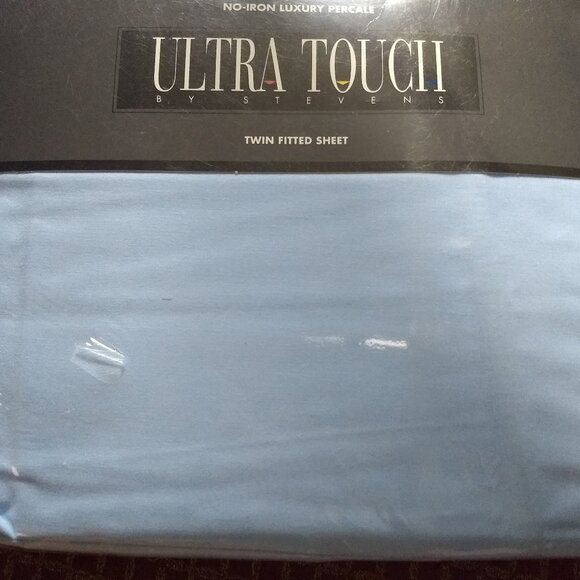 NO-IRON LUXURY PERCALE
ULTRA TOUCH
BY STEVENS
TWIN FITTED SHEET